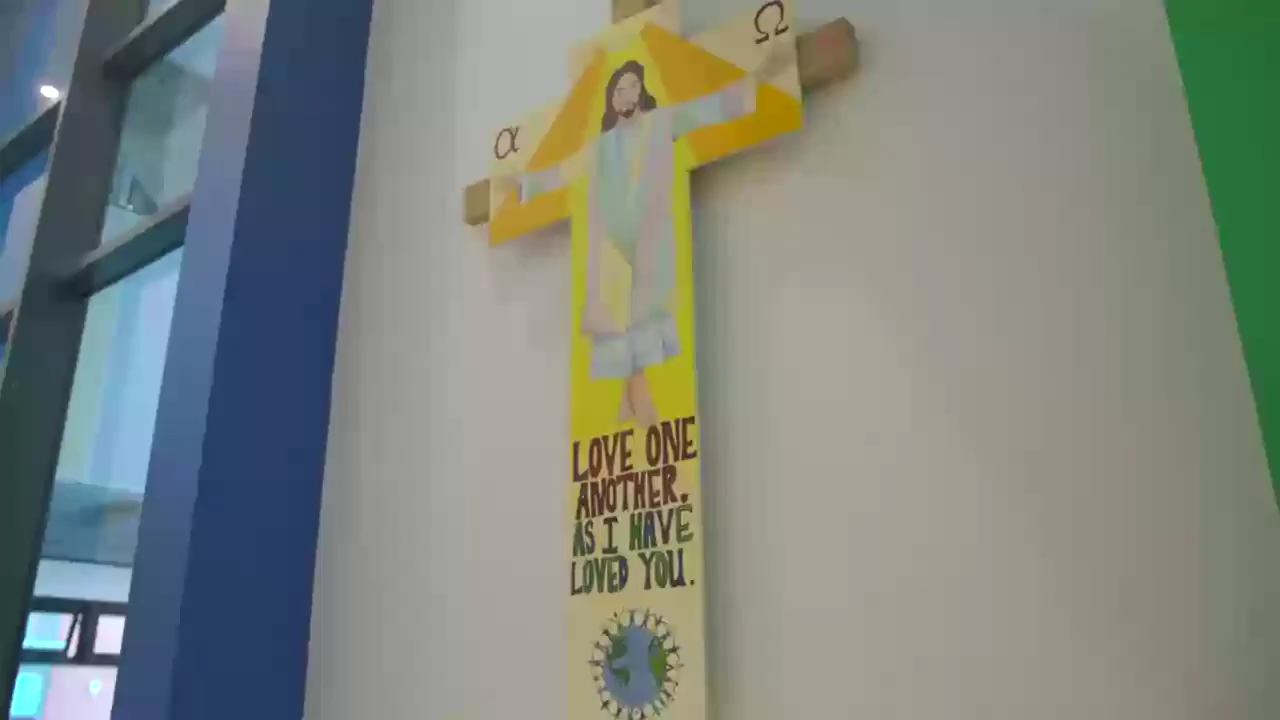 α Ω
LOVE ONE
ANOTHER.
AS I HAVE
LOVED YOU.